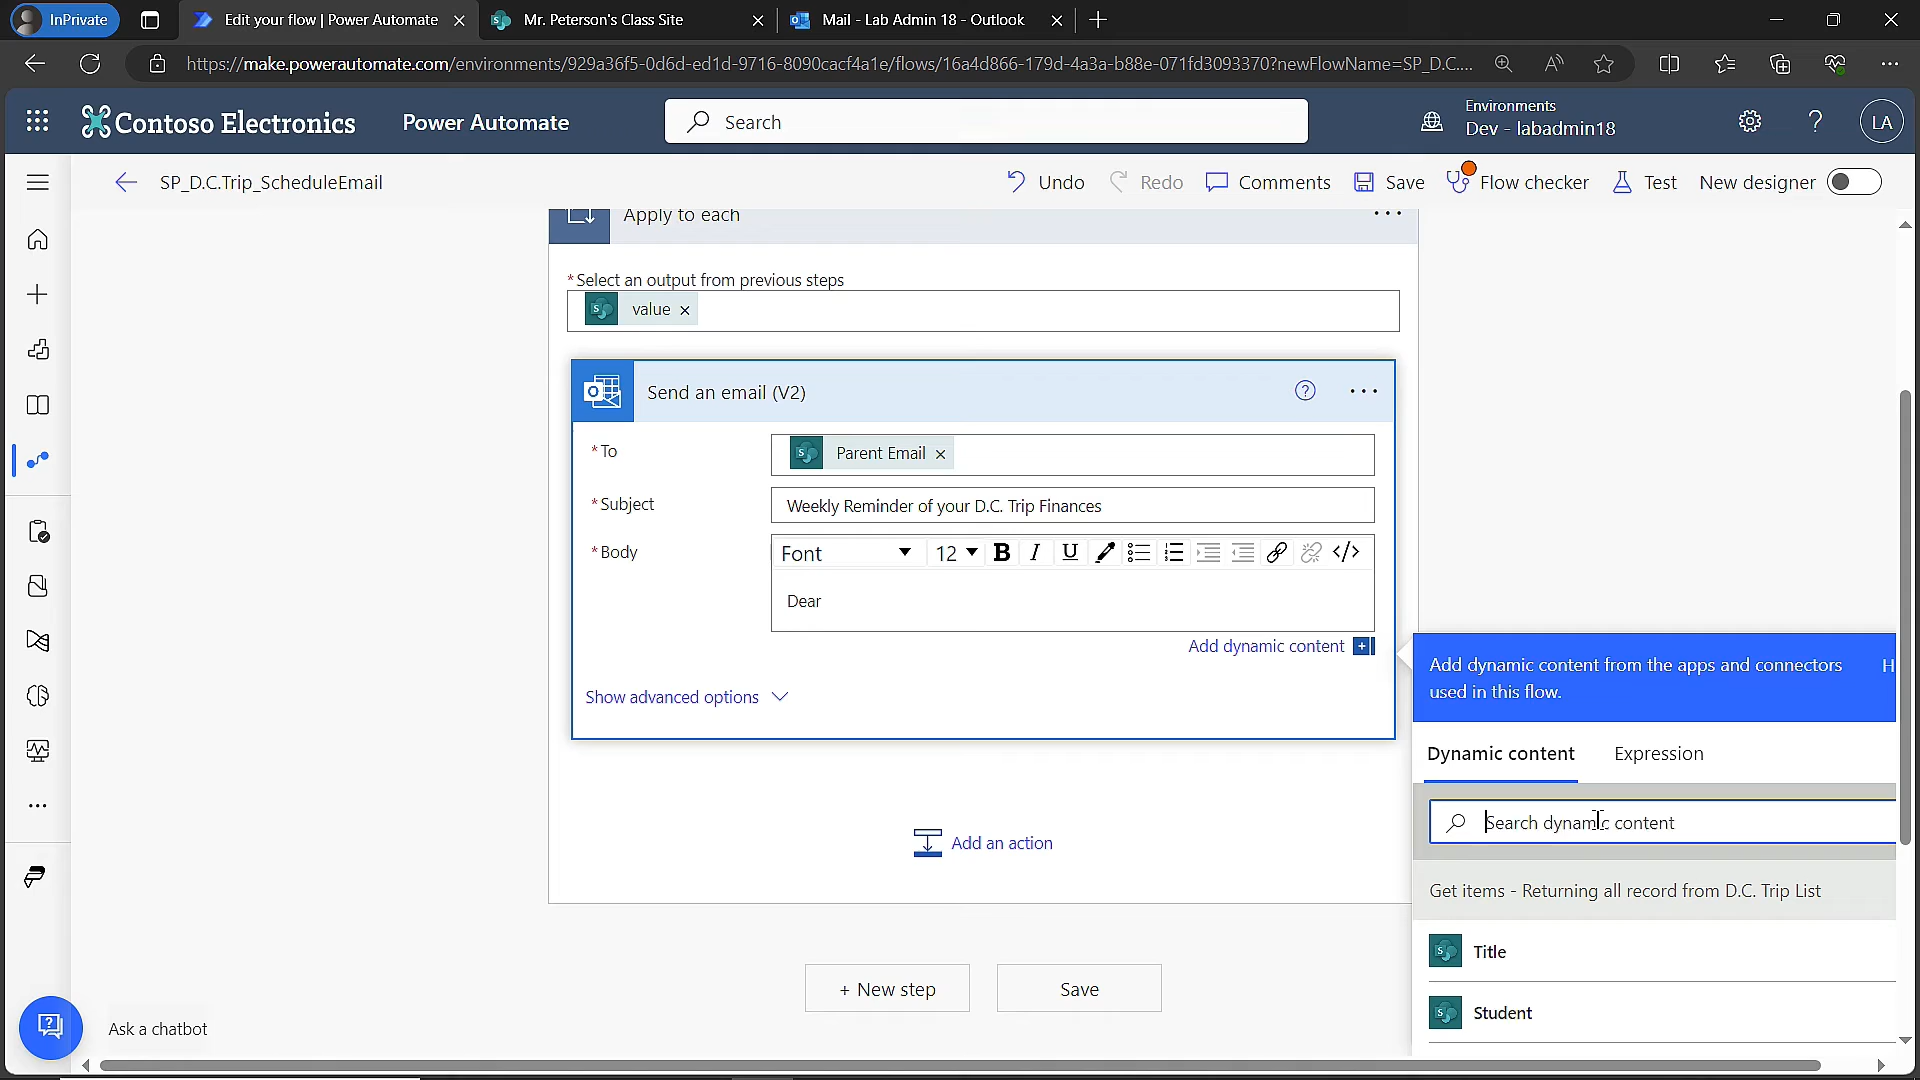 InPrivate
Edit your flow | Power Automate
Mr. Peterson's Class Site
Mail - Lab Admin 18 - Outlook
https://make.powerautomate.com/environments/929a36f5-0d6d-ed1d-9716-8090cacf4a1e/flows/16a4d866-179d-4a3a-b88e-071fd3093370?newFlowName=SP_D.C....
Contoso Electronics
Power Automate
Search
Environments
Dev - labadmin18
LA
SP_D.C.Trip_ScheduleEmail
Undo
Redo
Comments
Save
Flow checker
Test
New designer
Apply to each
* Select an output from previous steps
value
Send an email (V2)
* To
Parent Email
* Subject
Weekly Reminder of your D.C. Trip Finances
* Body
Font
12
B I U
Dear
Add dynamic content
Show advanced options
Add dynamic content from the apps and connectors
H
used in this flow.
Dynamic content
Expression
Search dynamic content
Get items - Returning all record from D.C. Trip List
Title
Student
Add an action
+ New step
Save
Ask a chatbot